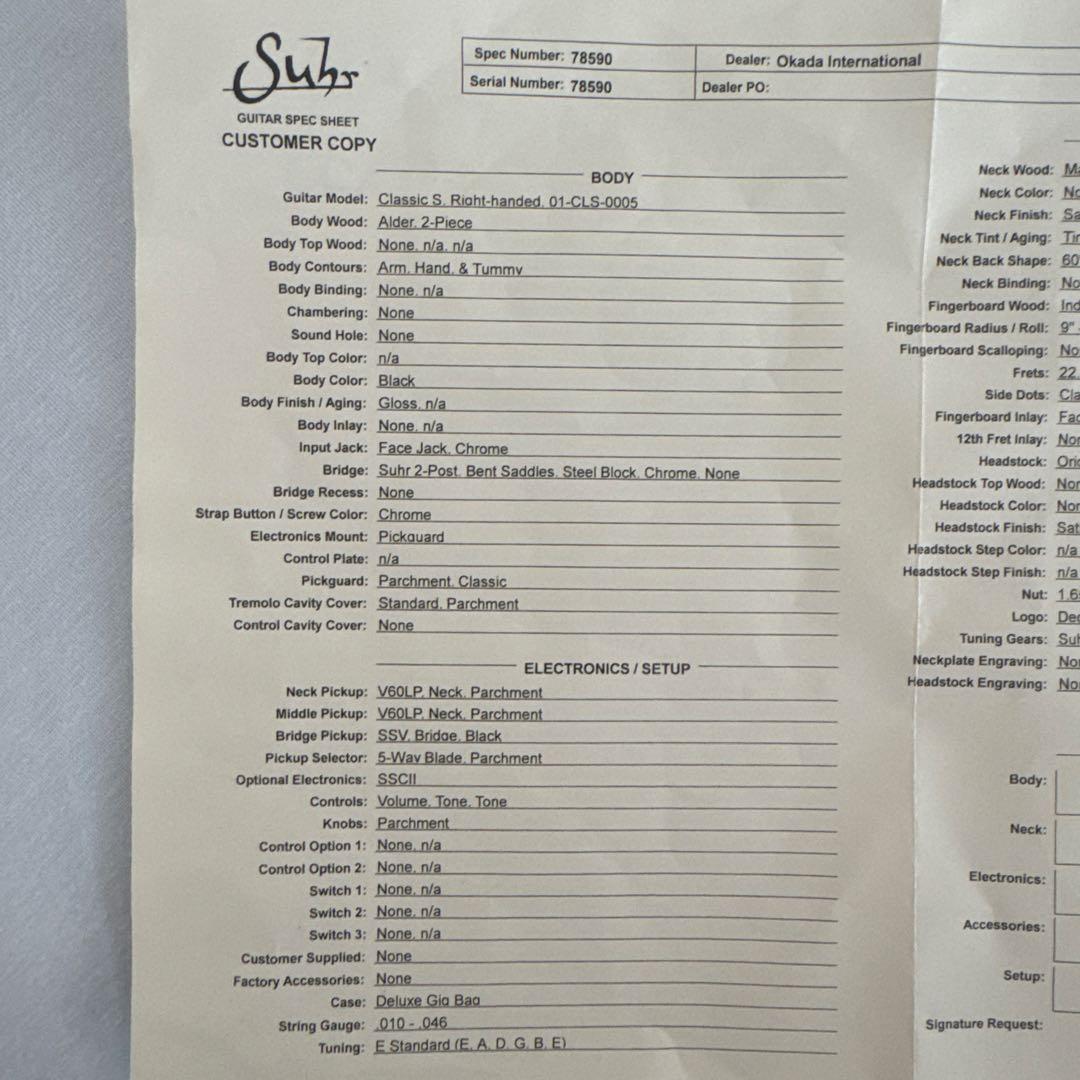 Suhr
GUITAR SPEC SHEET
CUSTOMER COPY
Spec Number: 78590
Dealer: Okada International
Serial Number: 78590
Dealer PO:
BODY
Guitar Model: Classic S, Right-handed, 01-CLS-0005
Body Wood: Alder, 2-Piece
Body Top Wood: None, n/a, n/a
Body Contours: Arm, Hand, & Tummy
Body Binding: None, n/a
Chambering: None
Sound Hole: None
Body Top Color: n/a
Body Color: Black
Body Finish / Aging: Gloss, n/a
Body Inlay: None, n/a
Input Jack: Face Jack, Chrome
Bridge: Suhr 2-Post, Bent Saddles, Steel Block, Chrome, None
Bridge Recess: None
Strap Button / Screw Color: Chrome
Electronics Mount: Pickguard
Control Plate: n/a
Pickguard: Parchment, Classic
Tremolo Cavity Cover: Standard, Parchment
Control Cavity Cover: None
ELECTRONICS / SETUP
Neck Pickup: V60LP, Neck, Parchment
Middle Pickup: V60LP, Neck, Parchment
Bridge Pickup: SSV, Bridge, Black
Pickup Selector: 5-Way Blade, Parchment
Optional Electronics: SSCII
Controls: Volume, Tone, Tone
Knobs: Parchment
Control Option 1: None, n/a
Control Option 2: None, n/a
Switch 1: None, n/a
Switch 2: None, n/a
Switch 3: None, n/a
Customer Supplied: None
Factory Accessories: None
Case: Deluxe Gig Bag
String Gauge: .010 - .046
Tuning: E Standard (E, A, D, G, B, E)
Neck Wood:
Neck Color:
Neck Finish:
Neck Tint / Aging:
Neck Back Shape:
Neck Binding:
Fingerboard Wood:
Fingerboard Radius / Roll: 9"
Fingerboard Scalloping:
Frets: 22
Side Dots:
Fingerboard Inlay:
12th Fret Inlay:
Headstock:
Headstock Top Wood:
Headstock Color:
Headstock Finish:
Headstock Step Color: n/a
Headstock Step Finish: n/a
Nut:
Logo:
Tuning Gears:
Neckplate Engraving:
Headstock Engraving:
Body:
Neck:
Electronics:
Accessories:
Setup:
Signature Request: